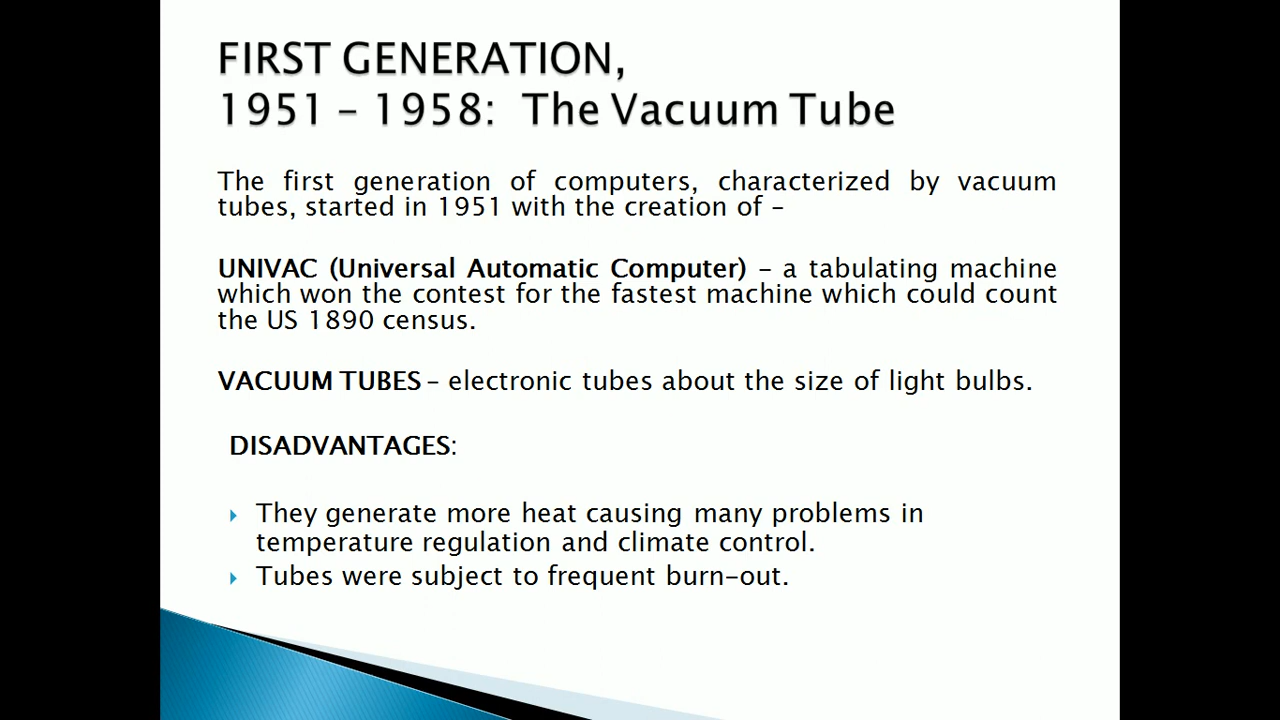 FIRST GENERATION,
1951 – 1958: The Vacuum Tube
The first generation of computers, characterized by vacuum
tubes, started in 1951 with the creation of –
UNIVAC (Universal Automatic Computer) – a tabulating machine
which won the contest for the fastest machine which could count
the US 1890 census.
VACUUM TUBES – electronic tubes about the size of light bulbs.
DISADVANTAGES:
They generate more heat causing many problems in
temperature regulation and climate control.
Tubes were subject to frequent burn-out.